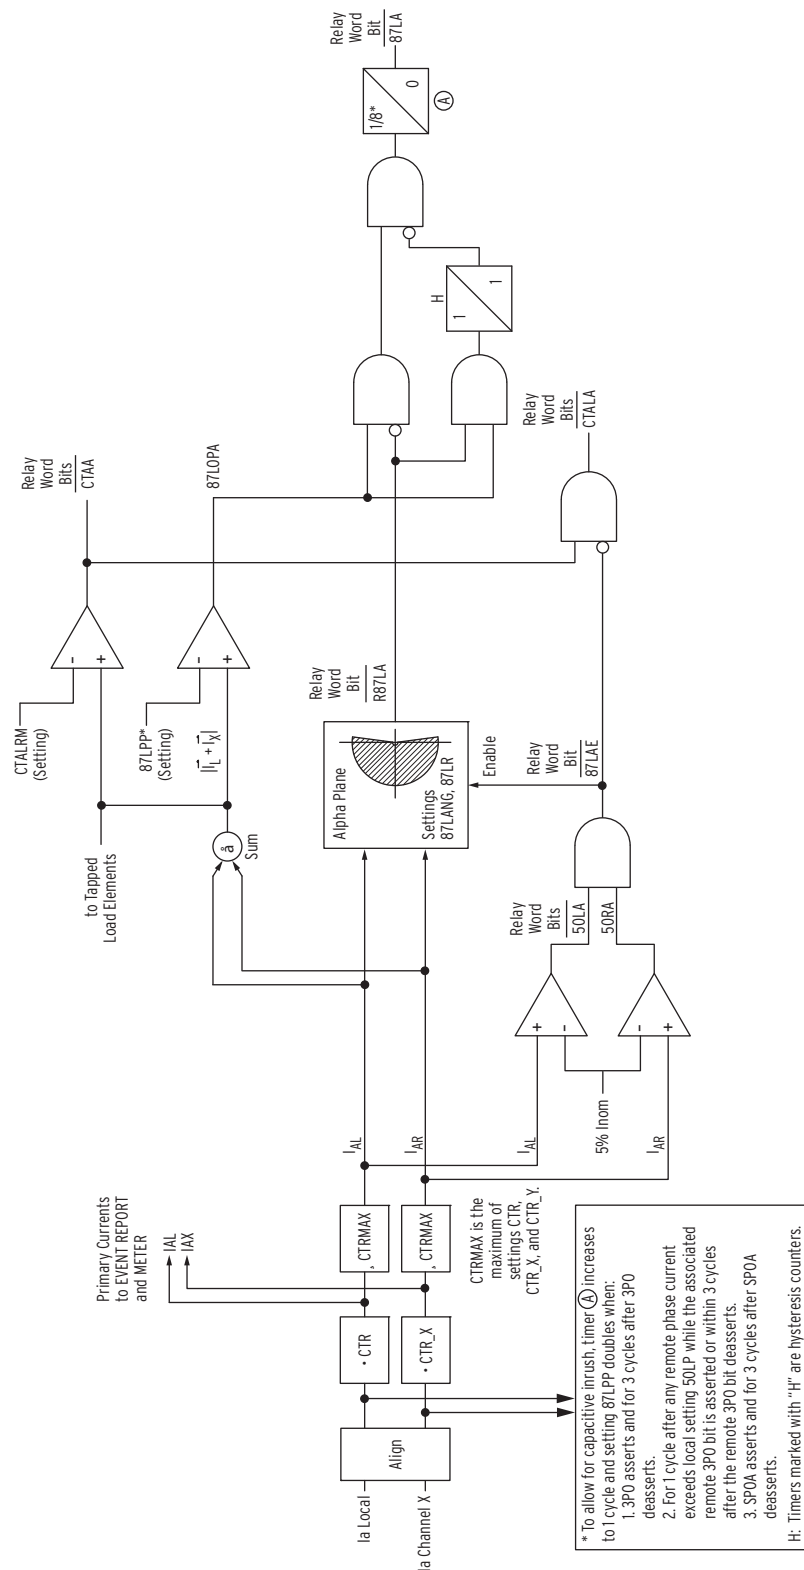 Ia Local
Ia Channel X
Align
• CTR
• CTR_X
Primary Currents
to EVENT REPORT
and METER
IAL
IAX
¸ CTRMAX
¸ CTRMAX
CTRMAX is the
maximum of
settings CTR,
CTR_X, and CTR_Y.
IAL
IAR
IAL
IAR
5% Inom
+
-
-
+
Relay
Word
Bits
50LA
50RA
to Tapped
Load Elements
å
Sum
CTALRM
(Setting)
87LPP*
(Setting)
|IL + IX|
-
+
-
+
Relay
Word
Bits
CTAA
87LOPA
Alpha Plane
Settings
87LANG, 87LR
Enable
Relay
Word
Bit
R87LA
Relay
Word
Bit
87LAE
Relay
Word
Bits
CTALA
H
1
1
1/8*
0
A
Relay
Word
Bit
87LA
* To allow for capacitive inrush, timer A increases
to 1 cycle and setting 87LPP doubles when:
1. 3PO asserts and for 3 cycles after 3PO
deasserts.
2. For 1 cycle after any remote phase current
exceeds local setting 50LP while the associated
remote 3PO bit is asserted or within 3 cycles
after the remote 3PO bit deasserts.
3. SPOA asserts and for 3 cycles after SPOA
deasserts.
H: Timers marked with "H" are hysteresis counters.